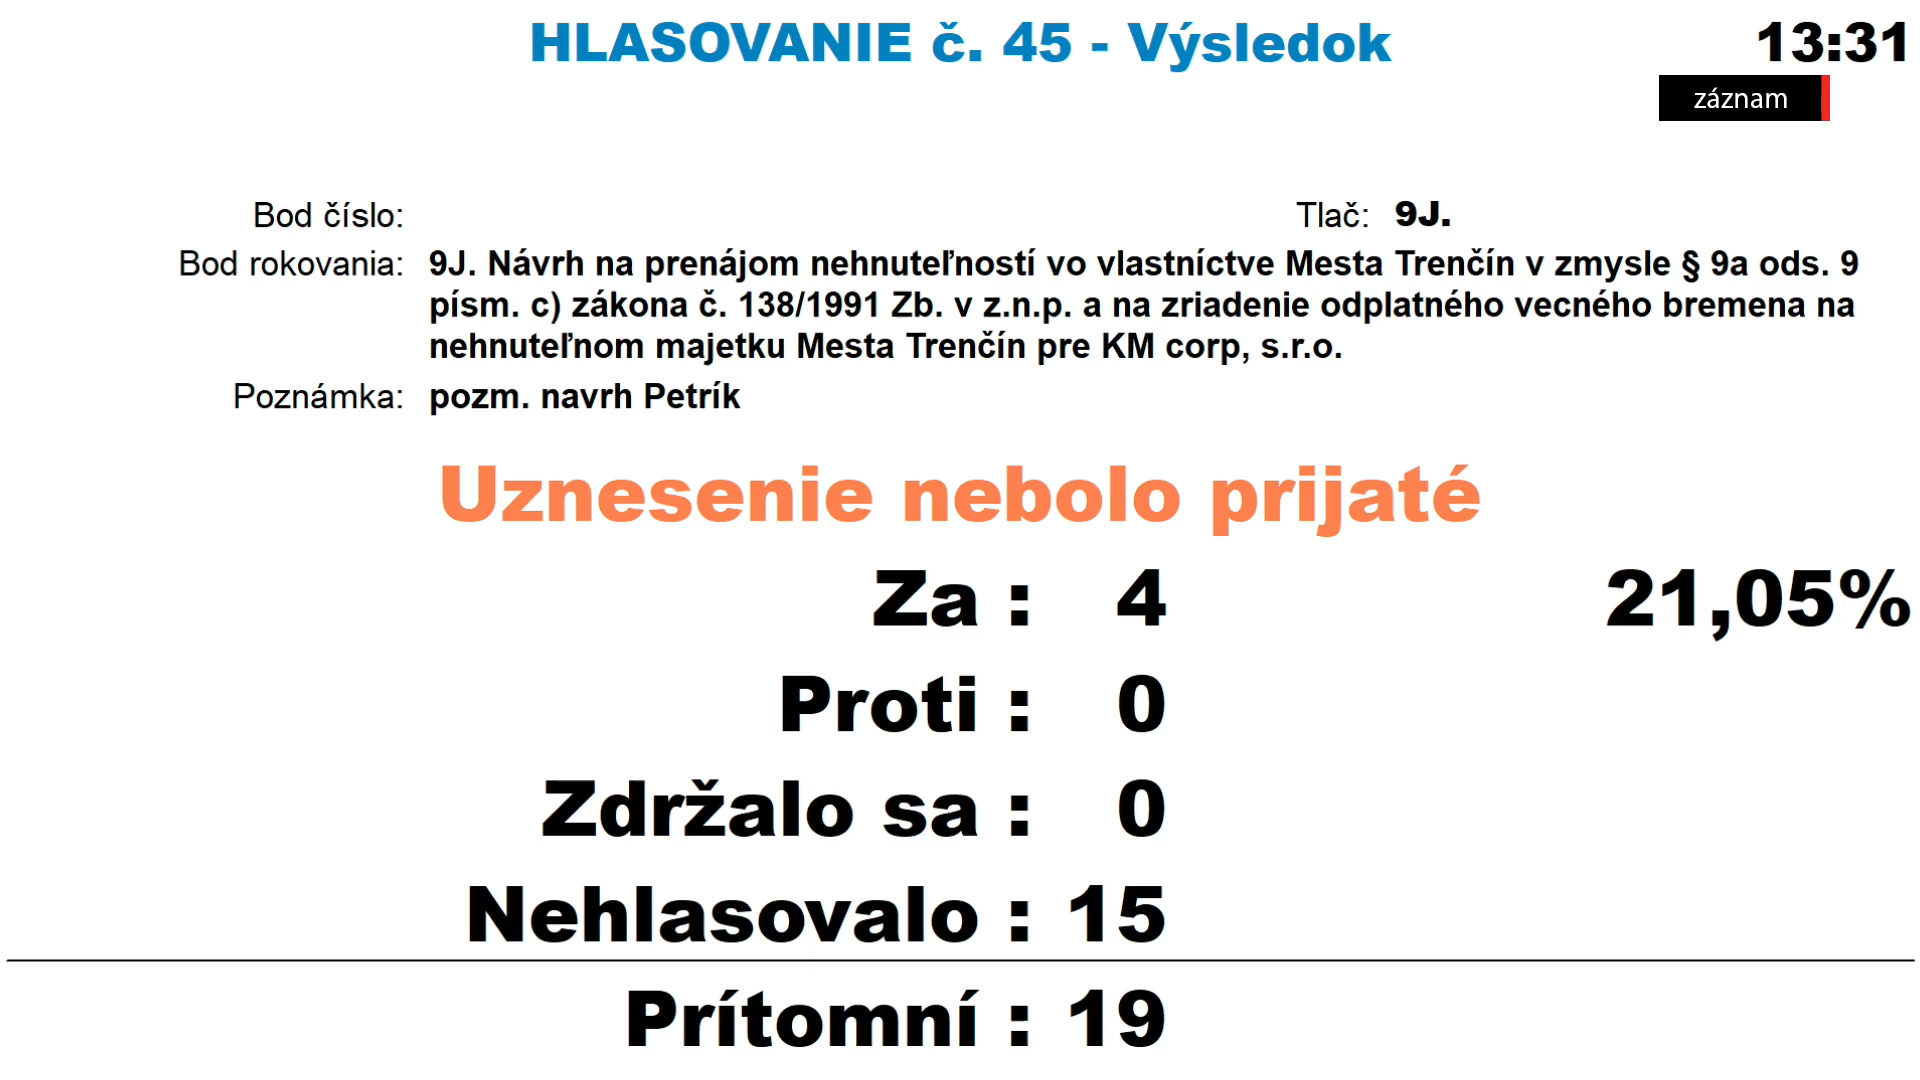 HLASOVANIE č. 45 - Výsledok
13:31
záznam
Bod číslo:
Tlač: 9J.
Bod rokovania: 9J. Návrh na prenájom nehnuteľností vo vlastníctve Mesta Trenčín v zmysle § 9a ods. 9
písm. c) zákona č. 138/1991 Zb. v z.n.p. a na zriadenie odplatného vecného bremena na
nehnuteľnom majetku Mesta Trenčín pre KM corp, s.r.o.
Poznámka: pozm. navrh Petrík
Uznesenie nebolo prijaté
Za : 4 21,05%
Proti : 0
Zdržalo sa : 0
Nehlasovalo : 15
Prítomní : 19